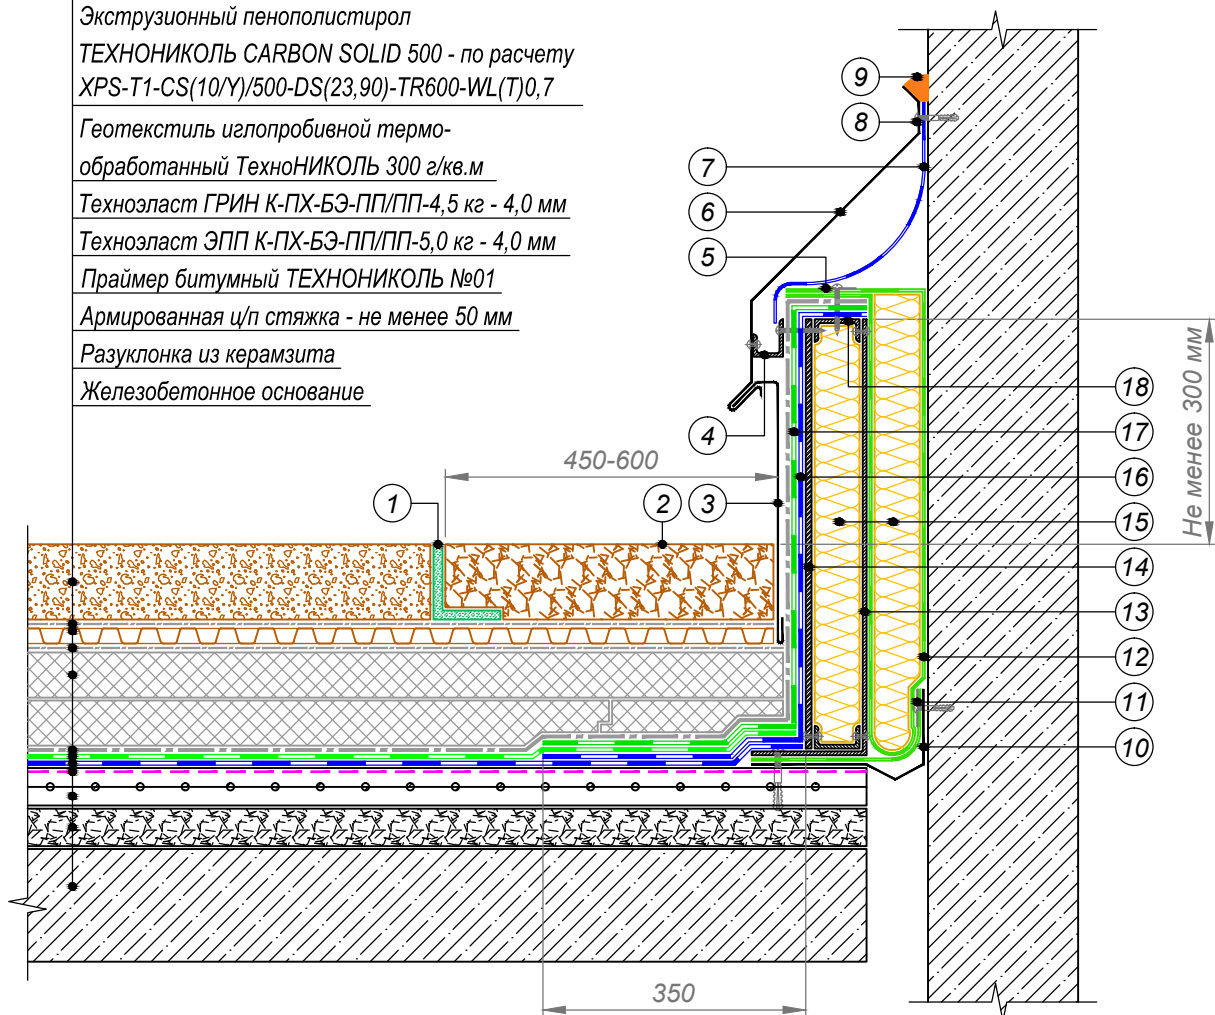 Экструзионный пенополистирол
ТЕХНОНИКОЛЬ CARBON SOLID 500 - по расчету
XPS-T1-CS(10/Y)/500-DS(23,90)-TR600-WL(T)0,7
Геотекстиль иглопробивной термо-
обработанный ТехноНИКОЛЬ 300 г/кв.м
Техноэласт ГРИН К-ПХ-БЭ-ПП/ПП-4,5 кг - 4,0 мм
Техноэласт ЭПП К-ПХ-БЭ-ПП/ПП-5,0 кг - 4,0 мм
Праймер битумный ТЕХНОНИКОЛЬ №01
Армированная ц/п стяжка - не менее 50 мм
Разуклонка из керамзита
Железобетонное основание
9
8
7
6
5
4
450-600
1
2
3
Не менее 300 мм
18
17
16
15
14
13
12
11
10
350